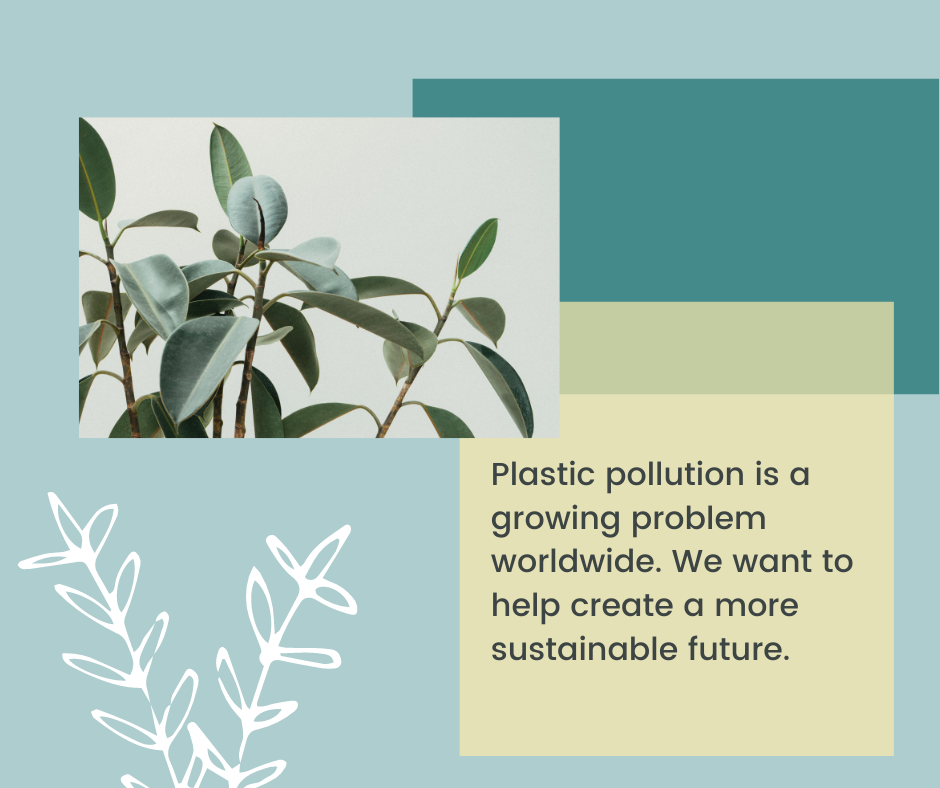 Plastic pollution is a
growing problem
worldwide. We want to
help create a more
sustainable future.